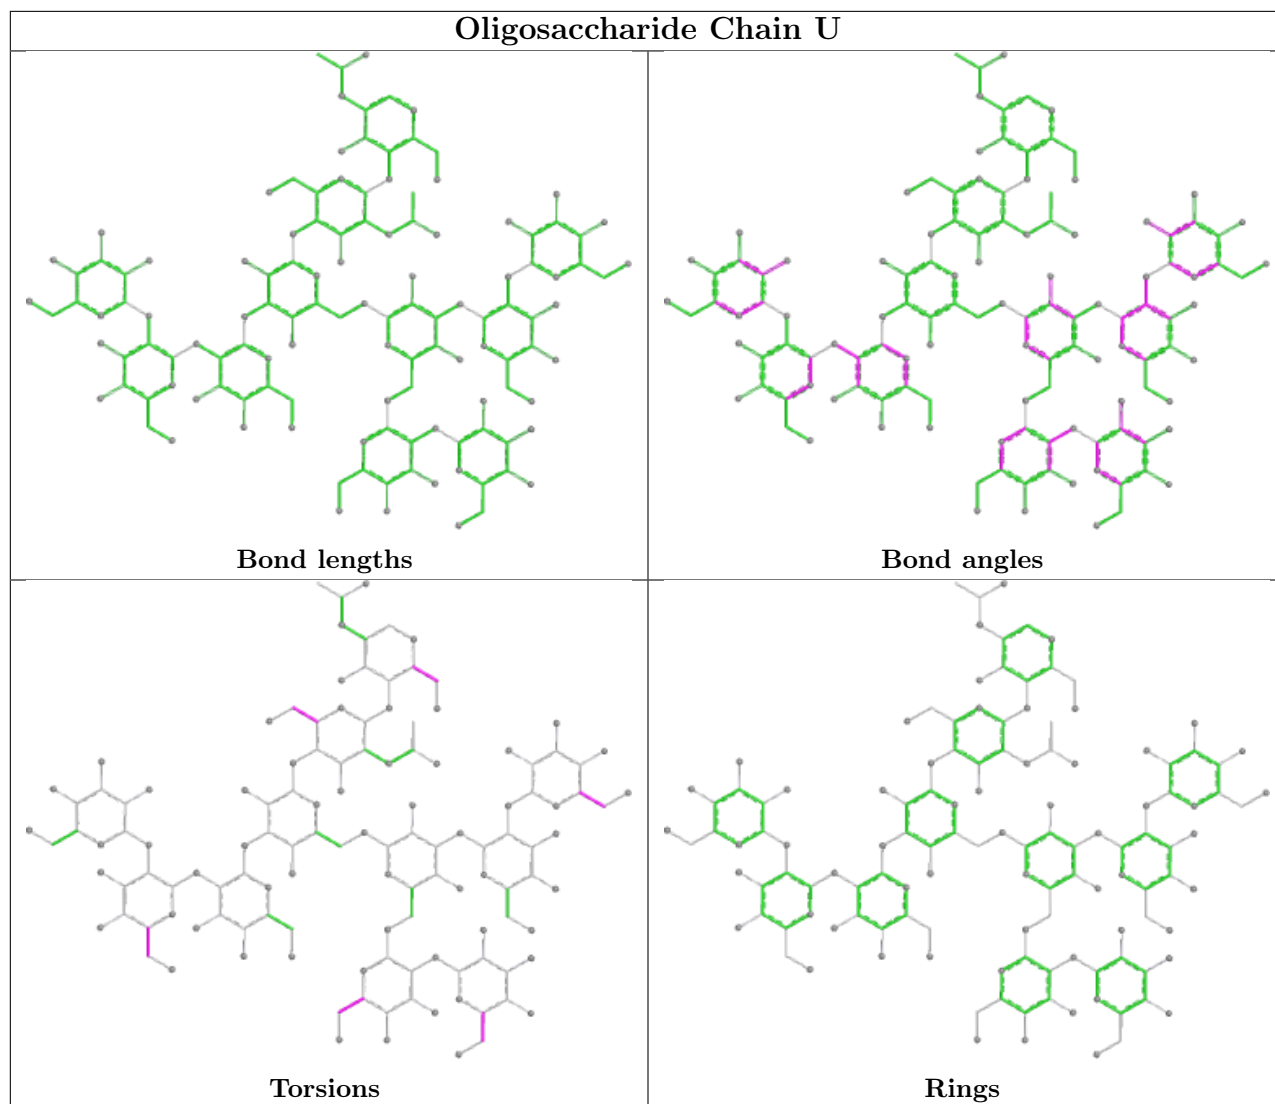 Oligosaccharide Chain U
Bond lengths
Bond angles
Torsions
Rings